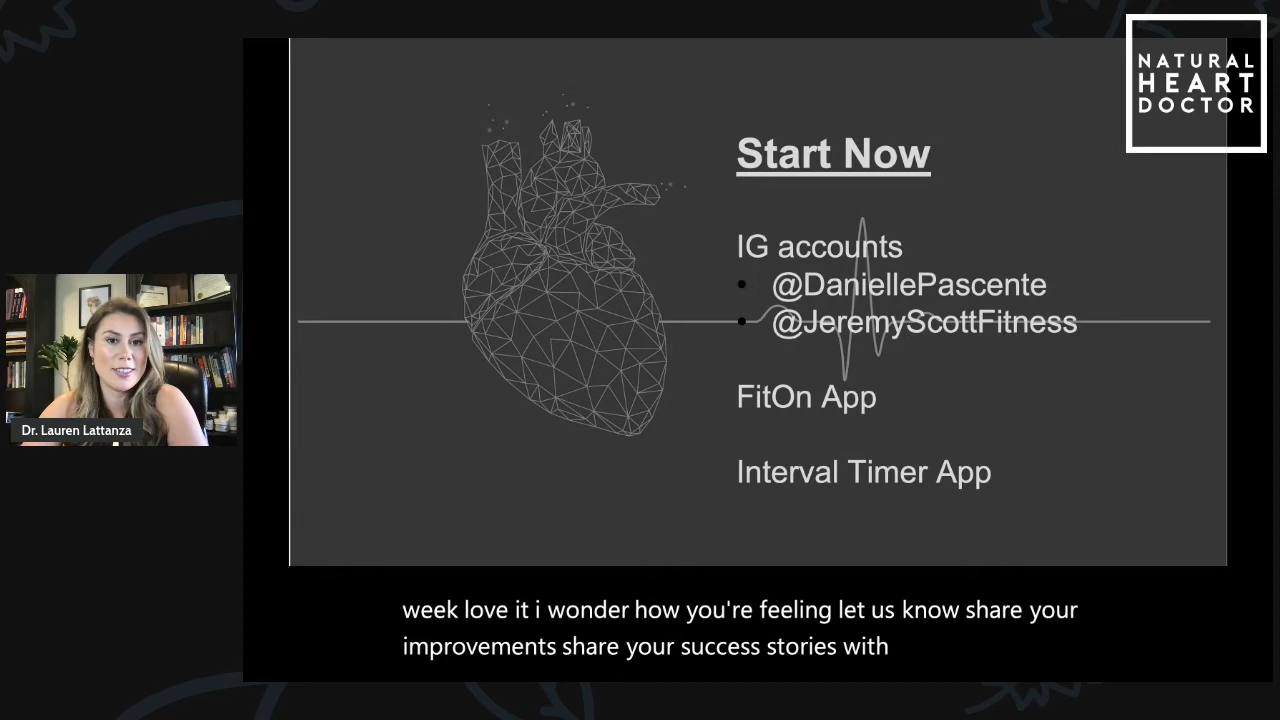 NATURAL
HEART
DOCTOR
Start Now
IG accounts
• @DaniellePascente
• @JeremyScottFitness
FitOn App
Interval Timer App
Dr. Lauren Lattanza
week love it i wonder how you're feeling let us know share your
improvements share your success stories with